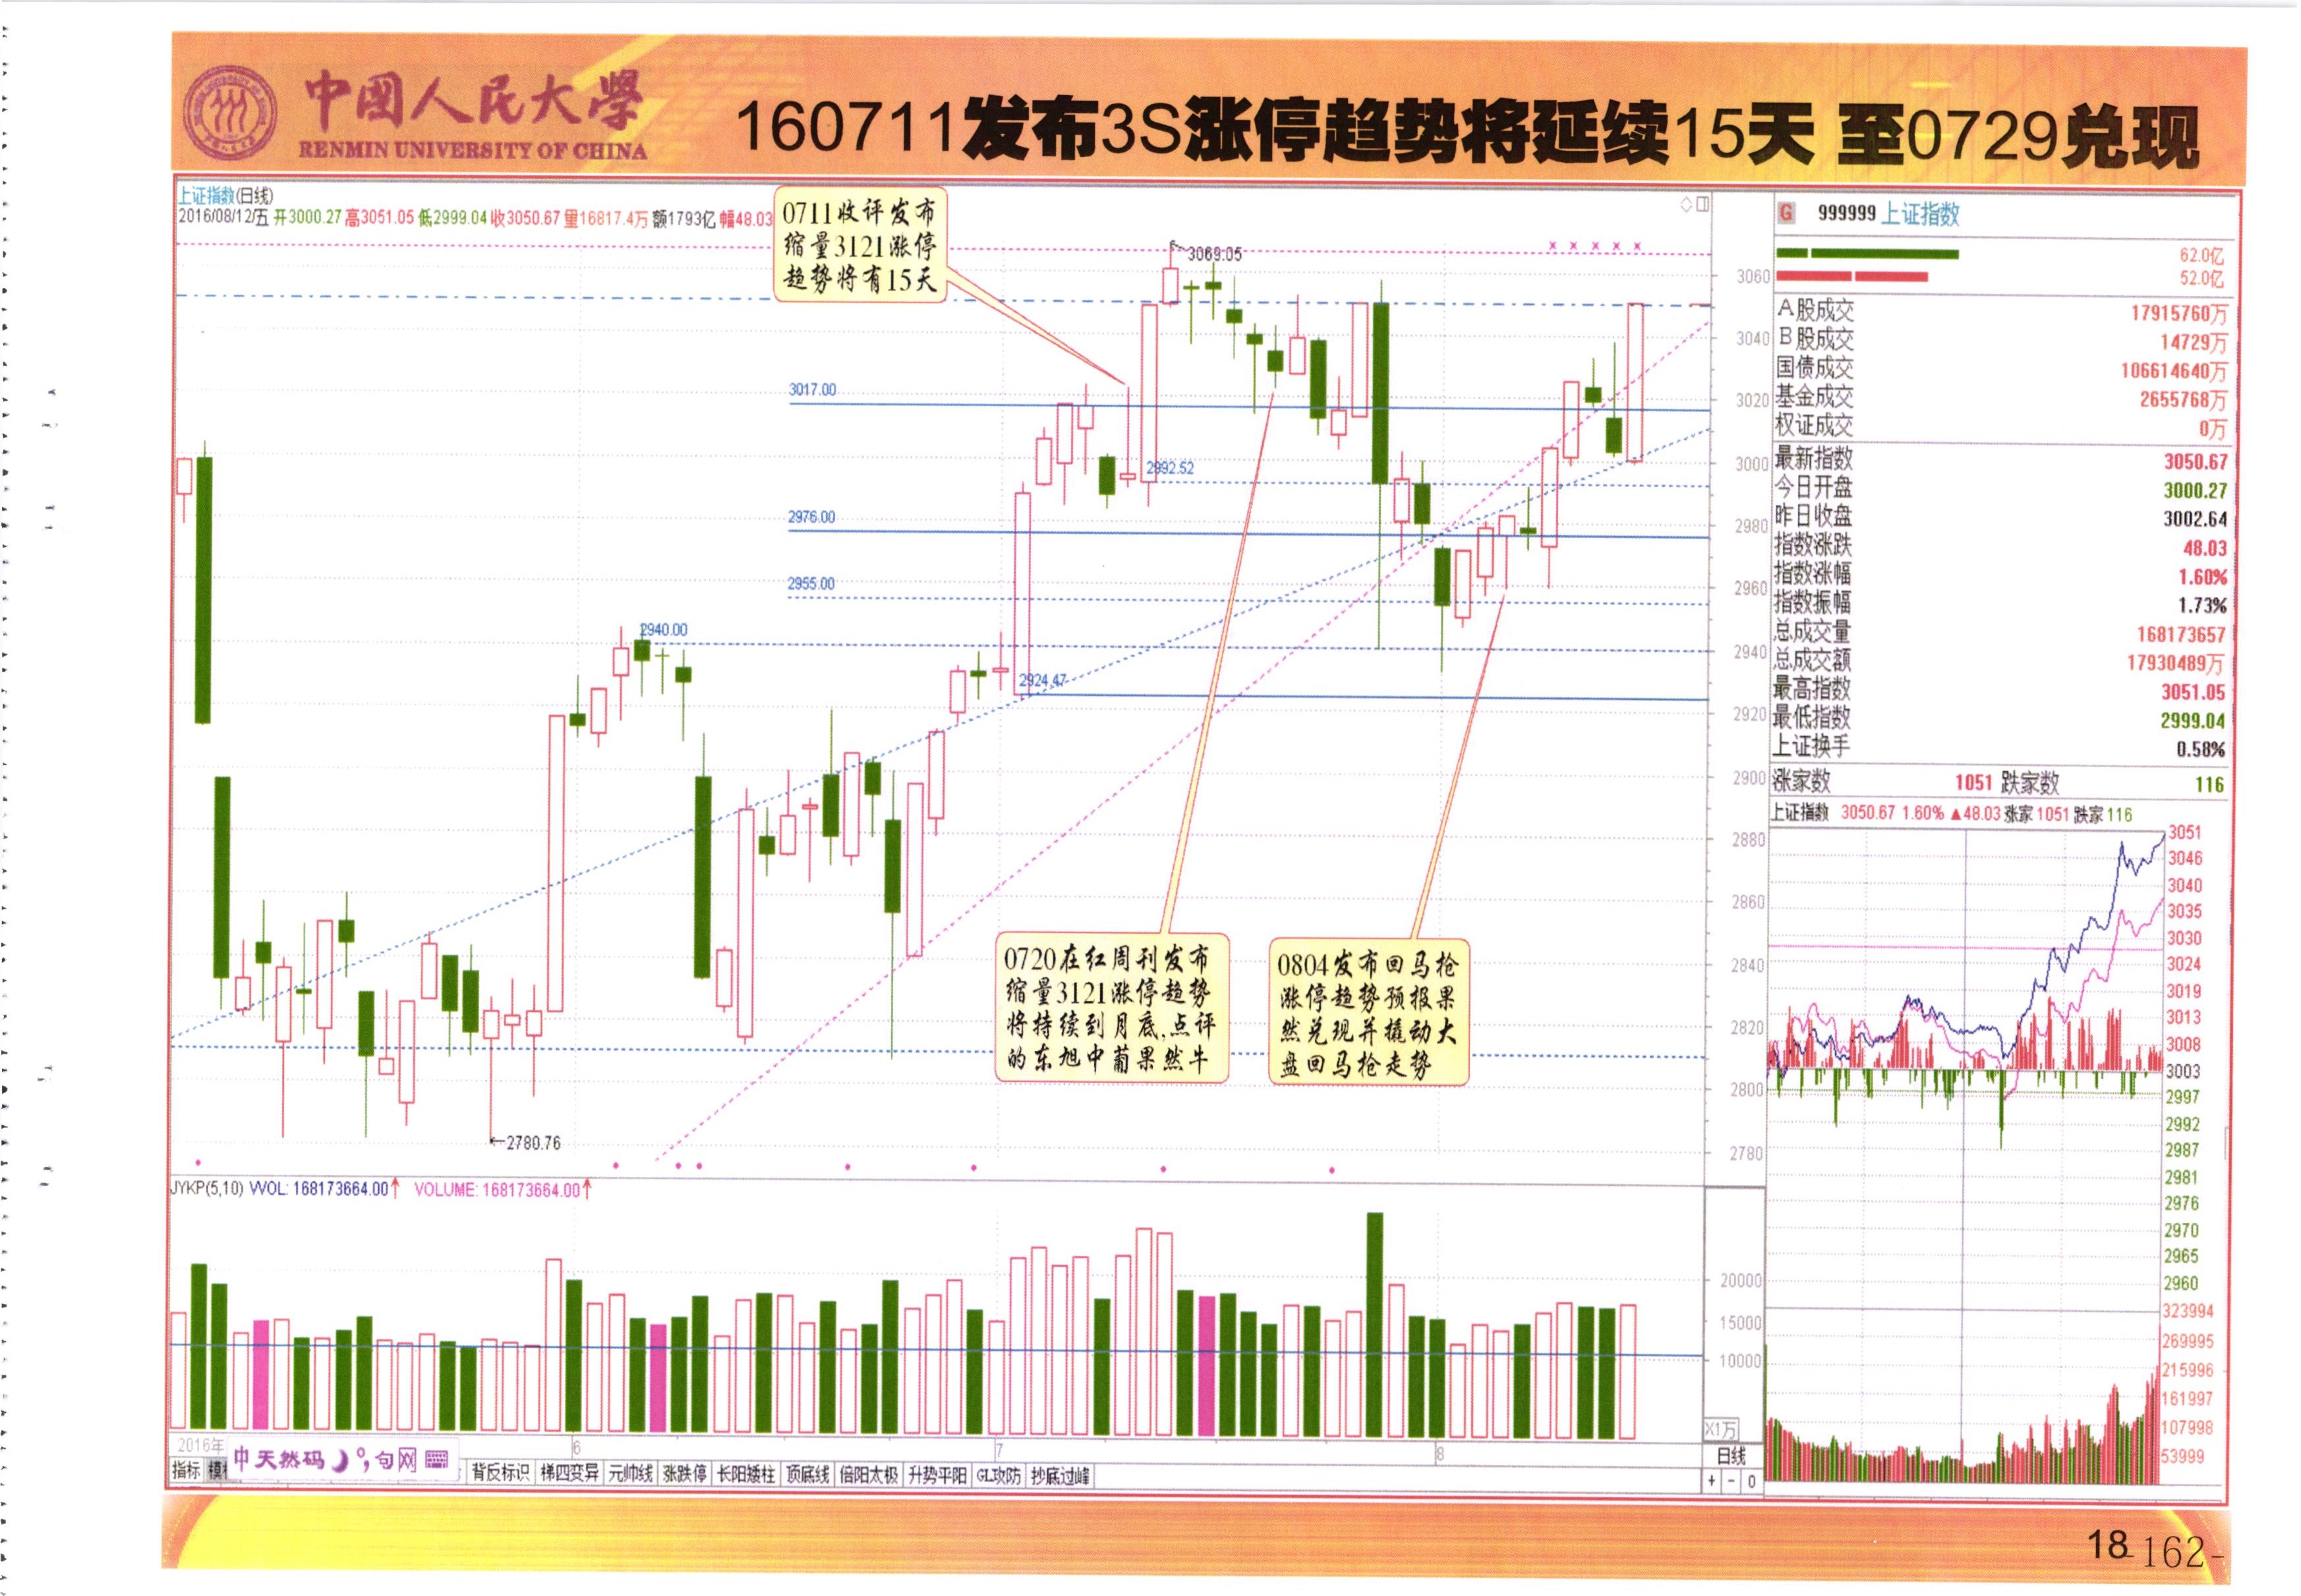 中國人民大學
RENMIN UNIVERSITY OF CHINA
160711发布3S涨停趋势将延续15天 至0729兑现
上证指数(日线)
2016/08/12/五 开3000.27 高3051.05 低2999.04 收3050.67 量16817.4万 额1793亿 幅48.03
0711收评发布
缩量3121涨停
趋势将有15天
3069.05
3017.00
2992.52
2976.00
2955.00
2940.00
2924.47
2780.76
0720在红周刊发布
缩量3121涨停趋势
将持续到月底,点评
的东旭中葡果然牛
0804发布回马枪
涨停趋势预报果
然兑现并撬动大
盘回马枪走势
3060
3040
3020
3000
2980
2960
2940
2920
2900
2880
2860
2840
2820
2800
2780
JYKP(5,10) VVOL: 168173664.00↑ VOLUME: 168173664.00↑
20000
15000
10000
X1万
2016年
6
7
8
日线
中天然码
句网
指标
背反标识 梯四变异 元帅线 涨跌停 长阳矮柱 顶底线 倍阳太极 升势平阳 GL攻防 抄底过峰
+ - 0
G 999999 上证指数
62.0亿
52.0亿
A股成交 17915760万
B股成交 14729万
国债成交 106614640万
基金成交 2655768万
权证成交 0万
最新指数 3050.67
今日开盘 3000.27
昨日收盘 3002.64
指数涨跌 48.03
指数涨幅 1.60%
指数振幅 1.73%
总成交量 168173657
总成交额 17930489万
最高指数 3051.05
最低指数 2999.04
上证换手 0.58%
涨家数 1051 跌家数 116
上证指数 3050.67 1.60% ▲48.03 涨家1051 跌家116
3051
3046
3040
3035
3030
3024
3019
3013
3008
3003
2997
2992
2987
2981
2976
2970
2965
2960
323994
269995
215996
161997
107998
53999
18
-162-